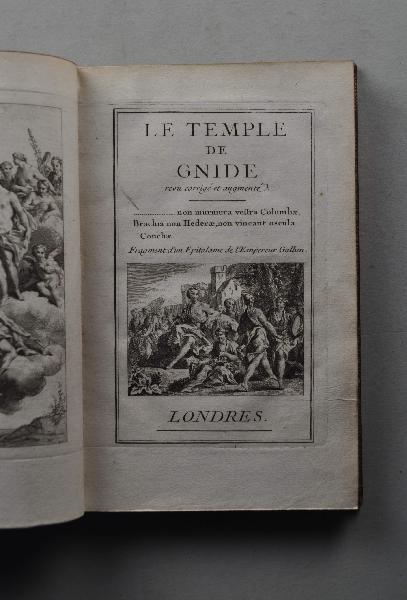 LE TEMPLE
DE
GNIDE
revu corrigé et augmenté
.................... non murmura vestra Columbæ,
Brachia non Hederæ, non vincant oscula
Conchæ.
Fragment d'un Epitalame de l'Empereur Gallien.
LONDRES.